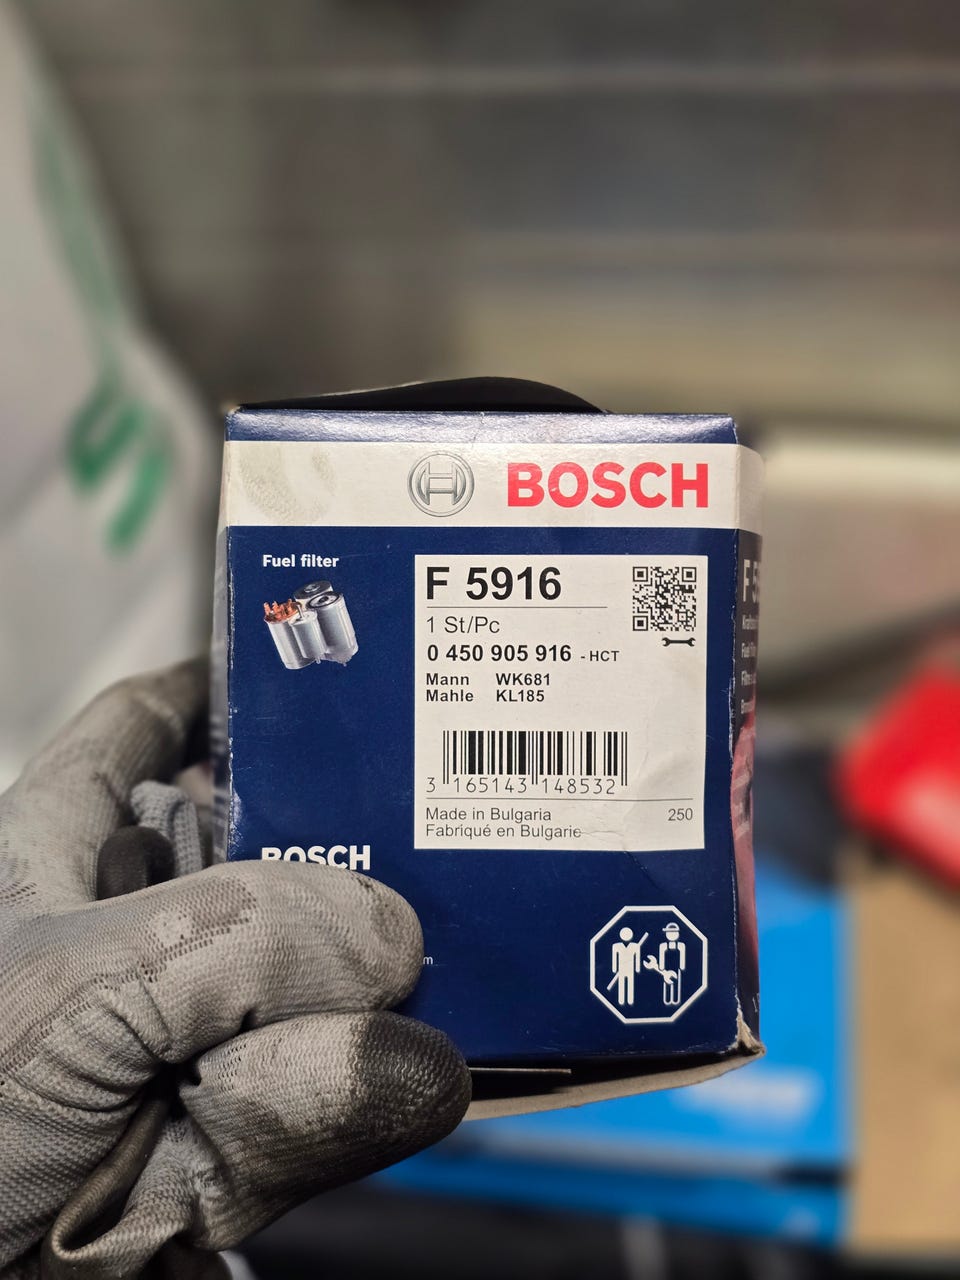 BOSCH
Fuel filter
F 5916
1 St/Pc
0 450 905 916 - HCT
Mann WK681
Mahle KL185
3 165143 148532
Made in Bulgaria 250
Fabriqué en Bulgarie
BOSCH